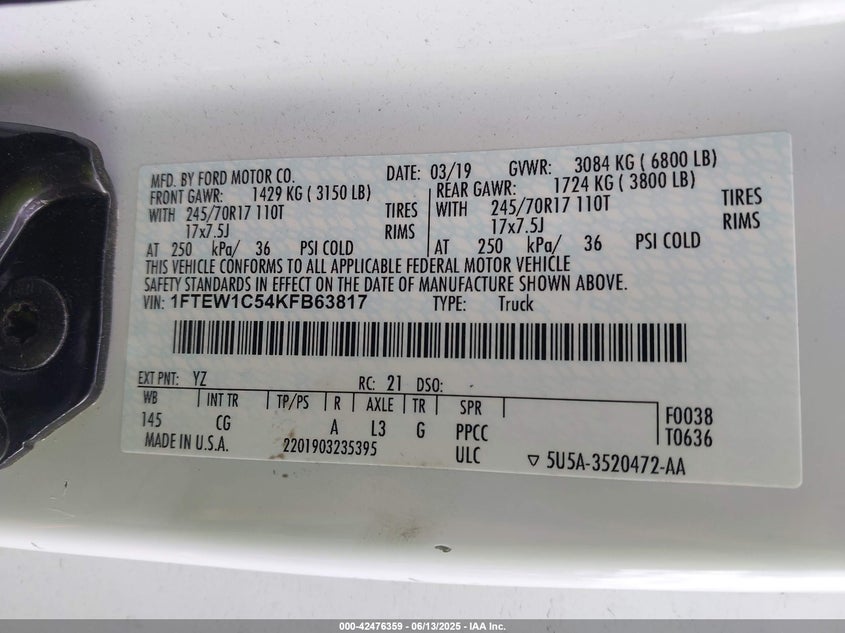 MFD. BY FORD MOTOR CO. DATE: 03/19 GVWR: 3084 KG ( 6800 LB)
FRONT GAWR: 1429 KG ( 3150 LB) REAR GAWR: 1724 KG ( 3800 LB)
WITH 245/70R17 110T TIRES WITH 245/70R17 110T TIRES
17x7.5J RIMS 17x7.5J RIMS
AT 250 kPa/ 36 PSI COLD AT 250 kPa/ 36 PSI COLD
THIS VEHICLE CONFORMS TO ALL APPLICABLE FEDERAL MOTOR VEHICLE
SAFETY STANDARDS IN EFFECT ON THE DATE OF MANUFACTURE SHOWN ABOVE.
VIN: 1FTEW1C54KFB63817 TYPE: Truck
EXT PNT: YZ RC: 21 DSO:
WB INT TR TP/PS R AXLE TR SPR F0038
145 CG A L3 G PPCC T0636
MADE IN U.S.A. 2201903235395 ULC ▽ 5U5A-3520472-AA
000-42476359 - 06/13/2025 - IAA Inc.